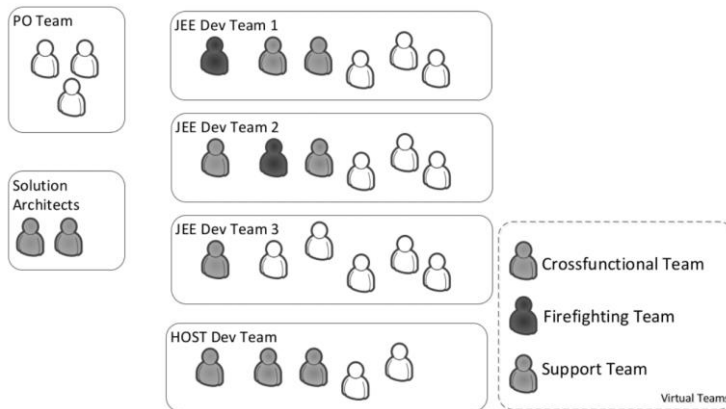 PO Team
JEE Dev Team 1
JEE Dev Team 2
Solution
Architects
JEE Dev Team 3
HOST Dev Team
Crossfunctional Team
Firefighting Team
Support Team
Virtual Teams